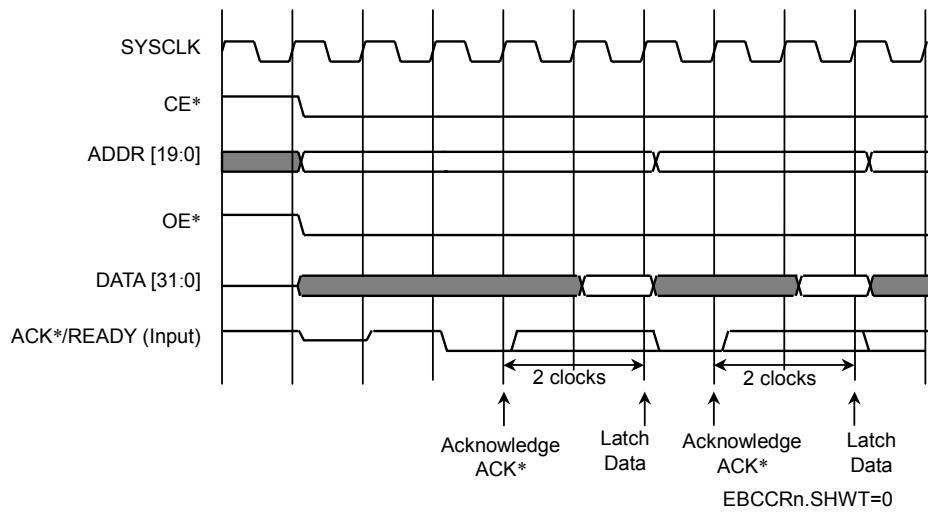 SYSCLK
CE*
ADDR [19:0]
OE*
DATA [31:0]
ACK*/READY (Input)
2 clocks
2 clocks
Acknowledge
ACK*
Latch
Data
Acknowledge
ACK*
Latch
Data
EBCCRn.SHWT=0